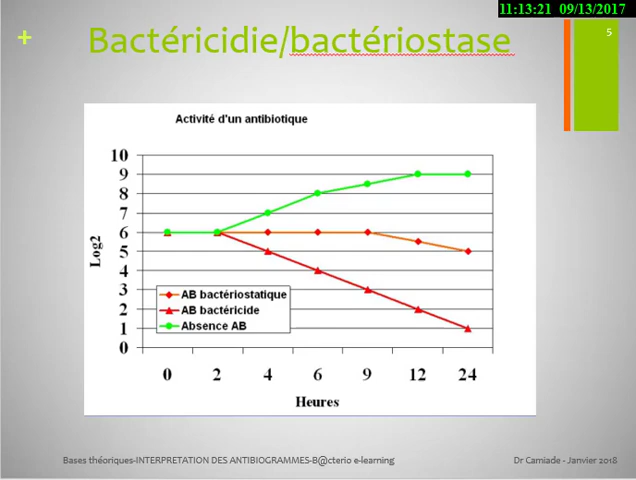 11:13:21 09/13/2017
5
+
Bactéricidie/bactériostase
Activité d'un antibiotique
10
9
8
7
6
5
4
3
2
1
0
Log2
AB bactériostatique
AB bactéricide
Absence AB
0 2 4 6 9 12 24
Heures
Bases théoriques-INTERPRETATION DES ANTIBIOGRAMMES-B@cterio e-learning
Dr Camiade - Janvier 2018